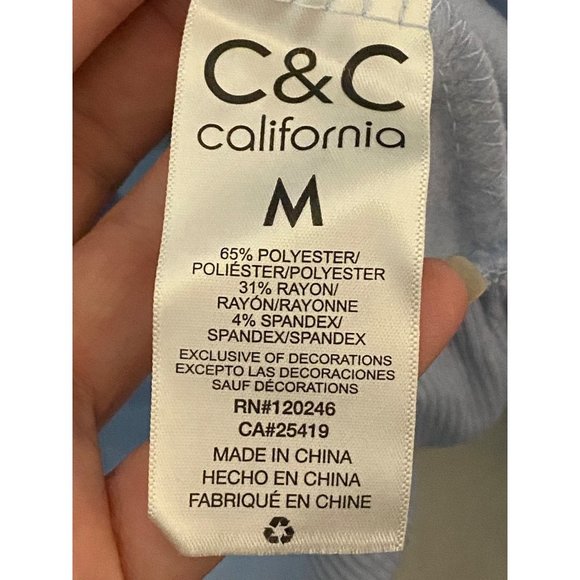 C&C
california
M
65% POLYESTER/
POLIÉSTER/POLYESTER
31% RAYON/
RAYÓN/RAYONNE
4% SPANDEX/
SPANDEX/SPANDEX
EXCLUSIVE OF DECORATIONS
EXCEPTO LAS DECORACIONES
SAUF DÉCORATIONS
RN#120246
CA#25419
MADE IN CHINA
HECHO EN CHINA
FABRIQUÉ EN CHINE